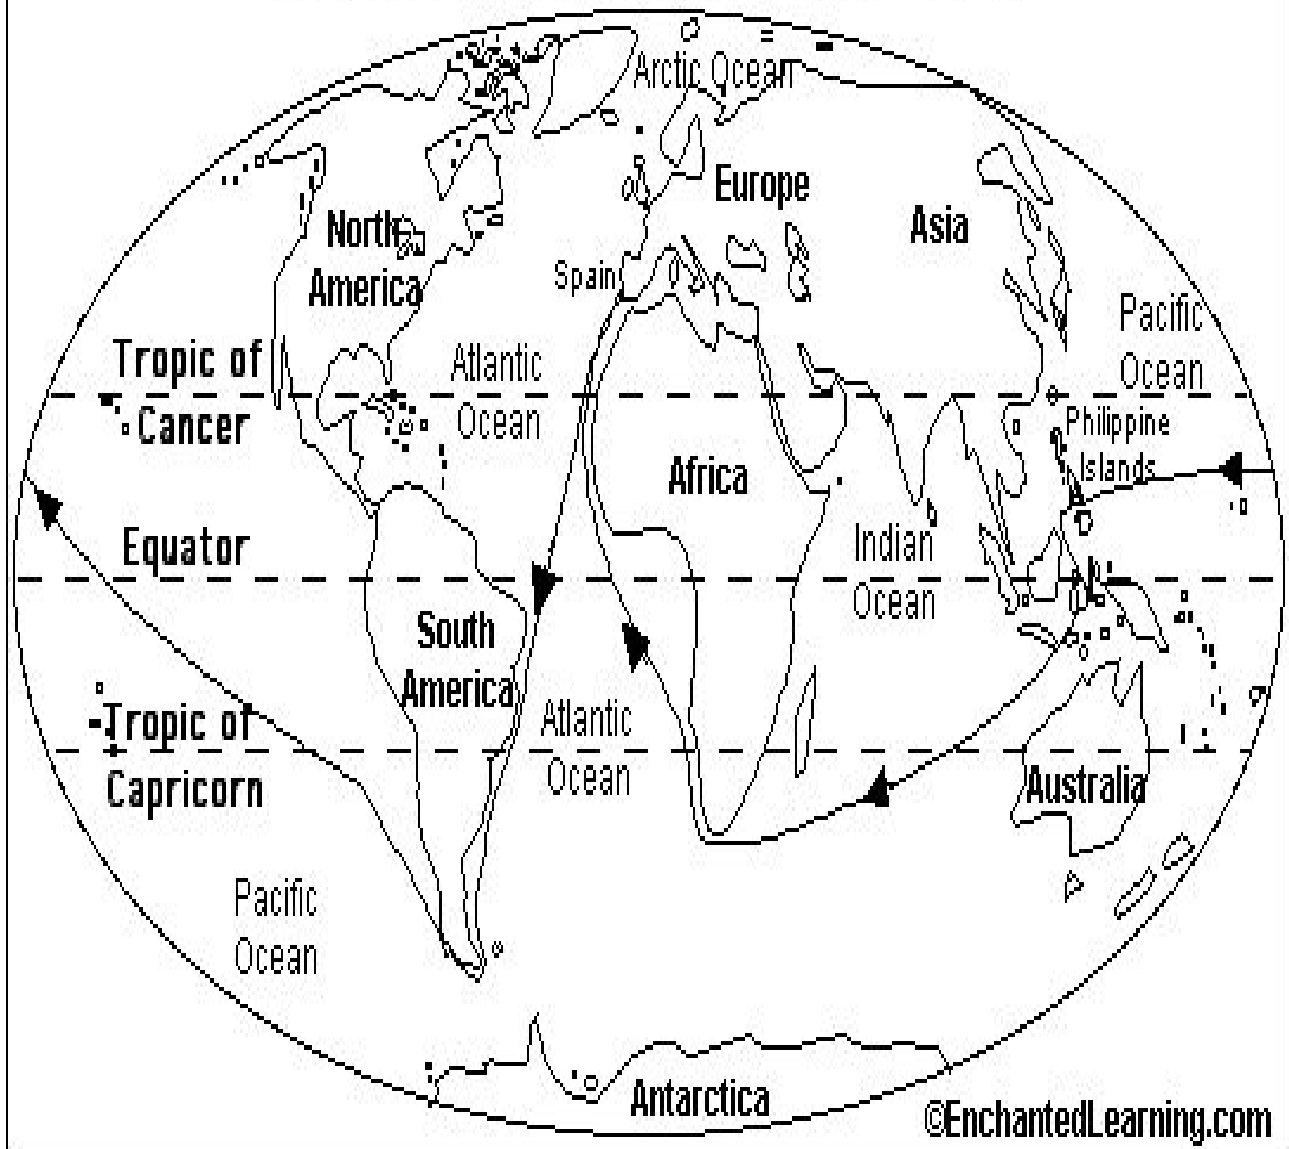 Arctic Ocean
Europe
Asia
North
America
Spain
Pacific
Ocean
Tropic of
Cancer
Atlantic
Ocean
Philippine
Islands
Africa
Equator
Indian
Ocean
South
America
Tropic of
Capricorn
Atlantic
Ocean
Australia
Pacific
Ocean
Antarctica
©EnchantedLearning.com